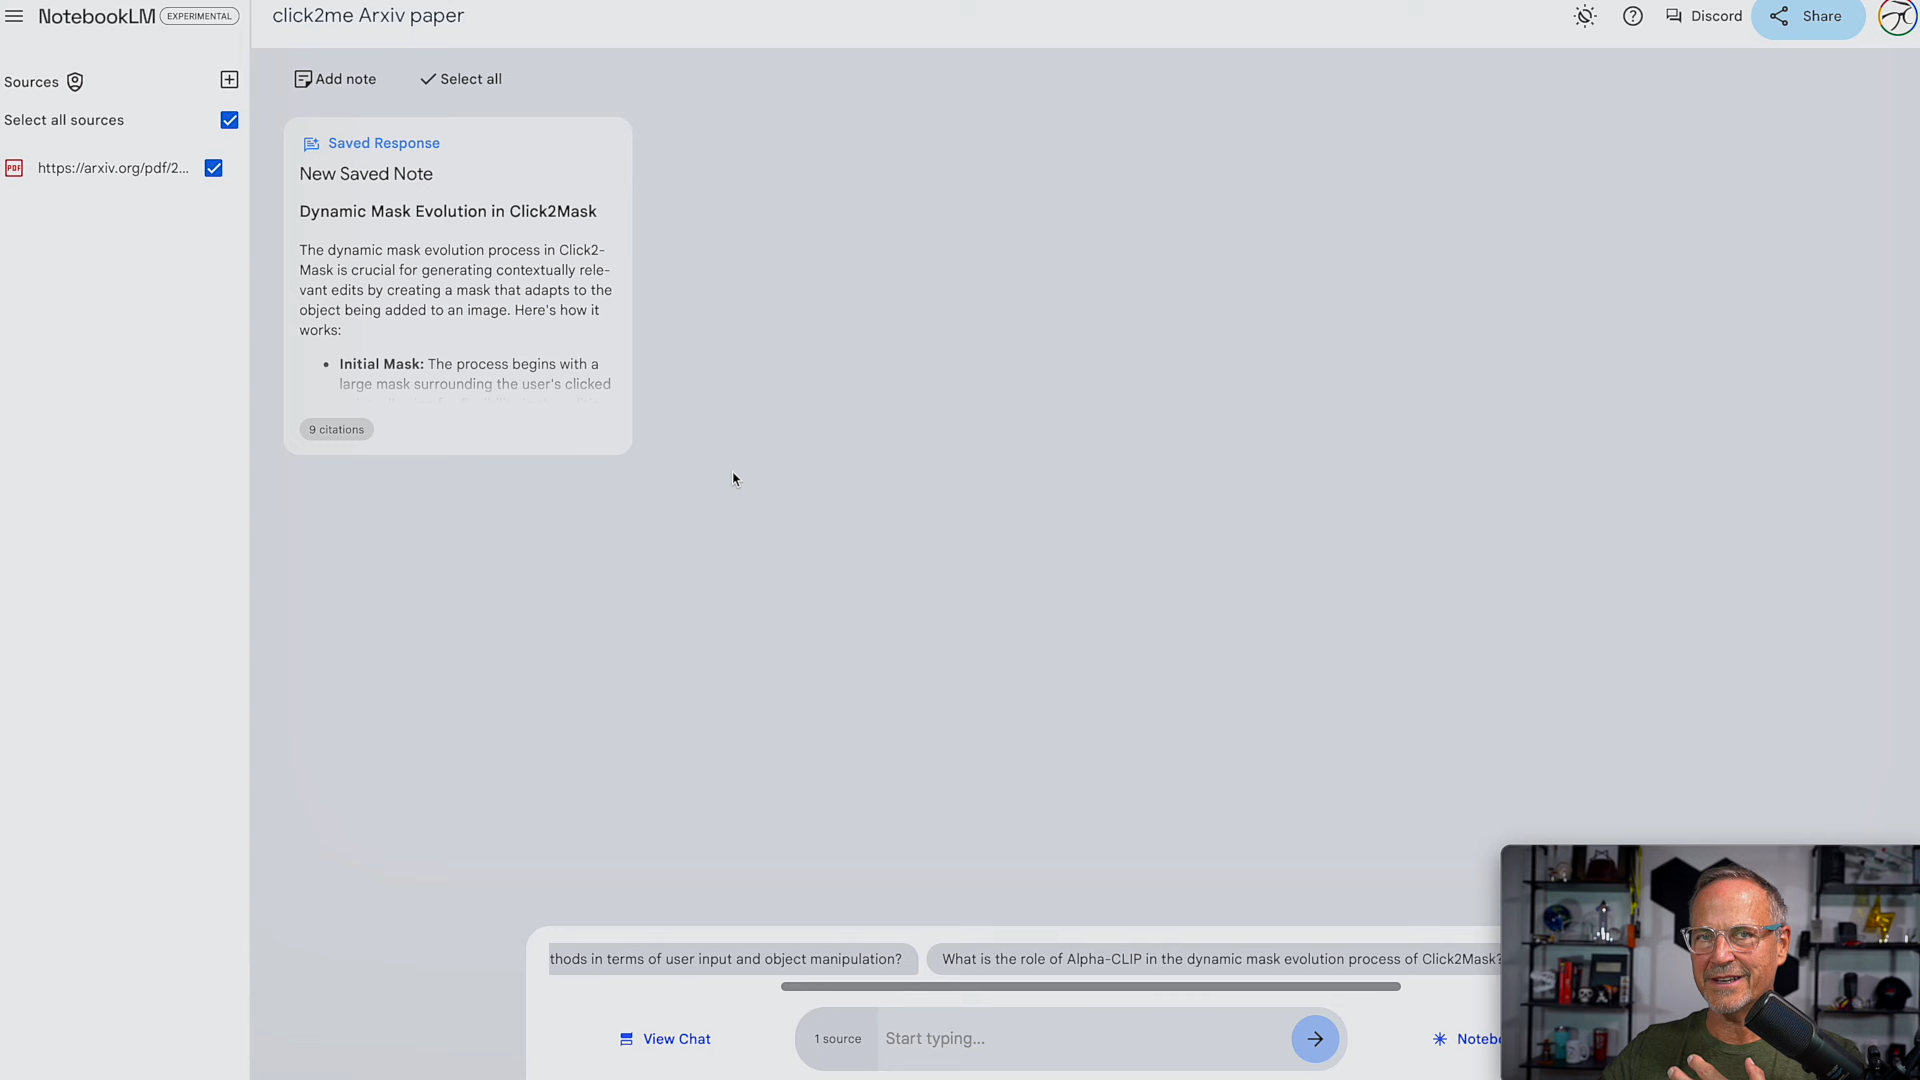 NotebookLM EXPERIMENTAL
click2me Arxiv paper
Discord
Share
Sources
Select all sources
PDF https://arxiv.org/pdf/2...
Add note
Select all
Saved Response
New Saved Note
Dynamic Mask Evolution in Click2Mask
The dynamic mask evolution process in Click2-
Mask is crucial for generating contextually rele-
vant edits by creating a mask that adapts to the
object being added to an image. Here's how it
works:
• Initial Mask: The process begins with a
large mask surrounding the user's clicked
9 citations
thods in terms of user input and object manipulation?
What is the role of Alpha-CLIP in the dynamic mask evolution process of Click2Mask?
View Chat
1 source
Start typing...
Noteb